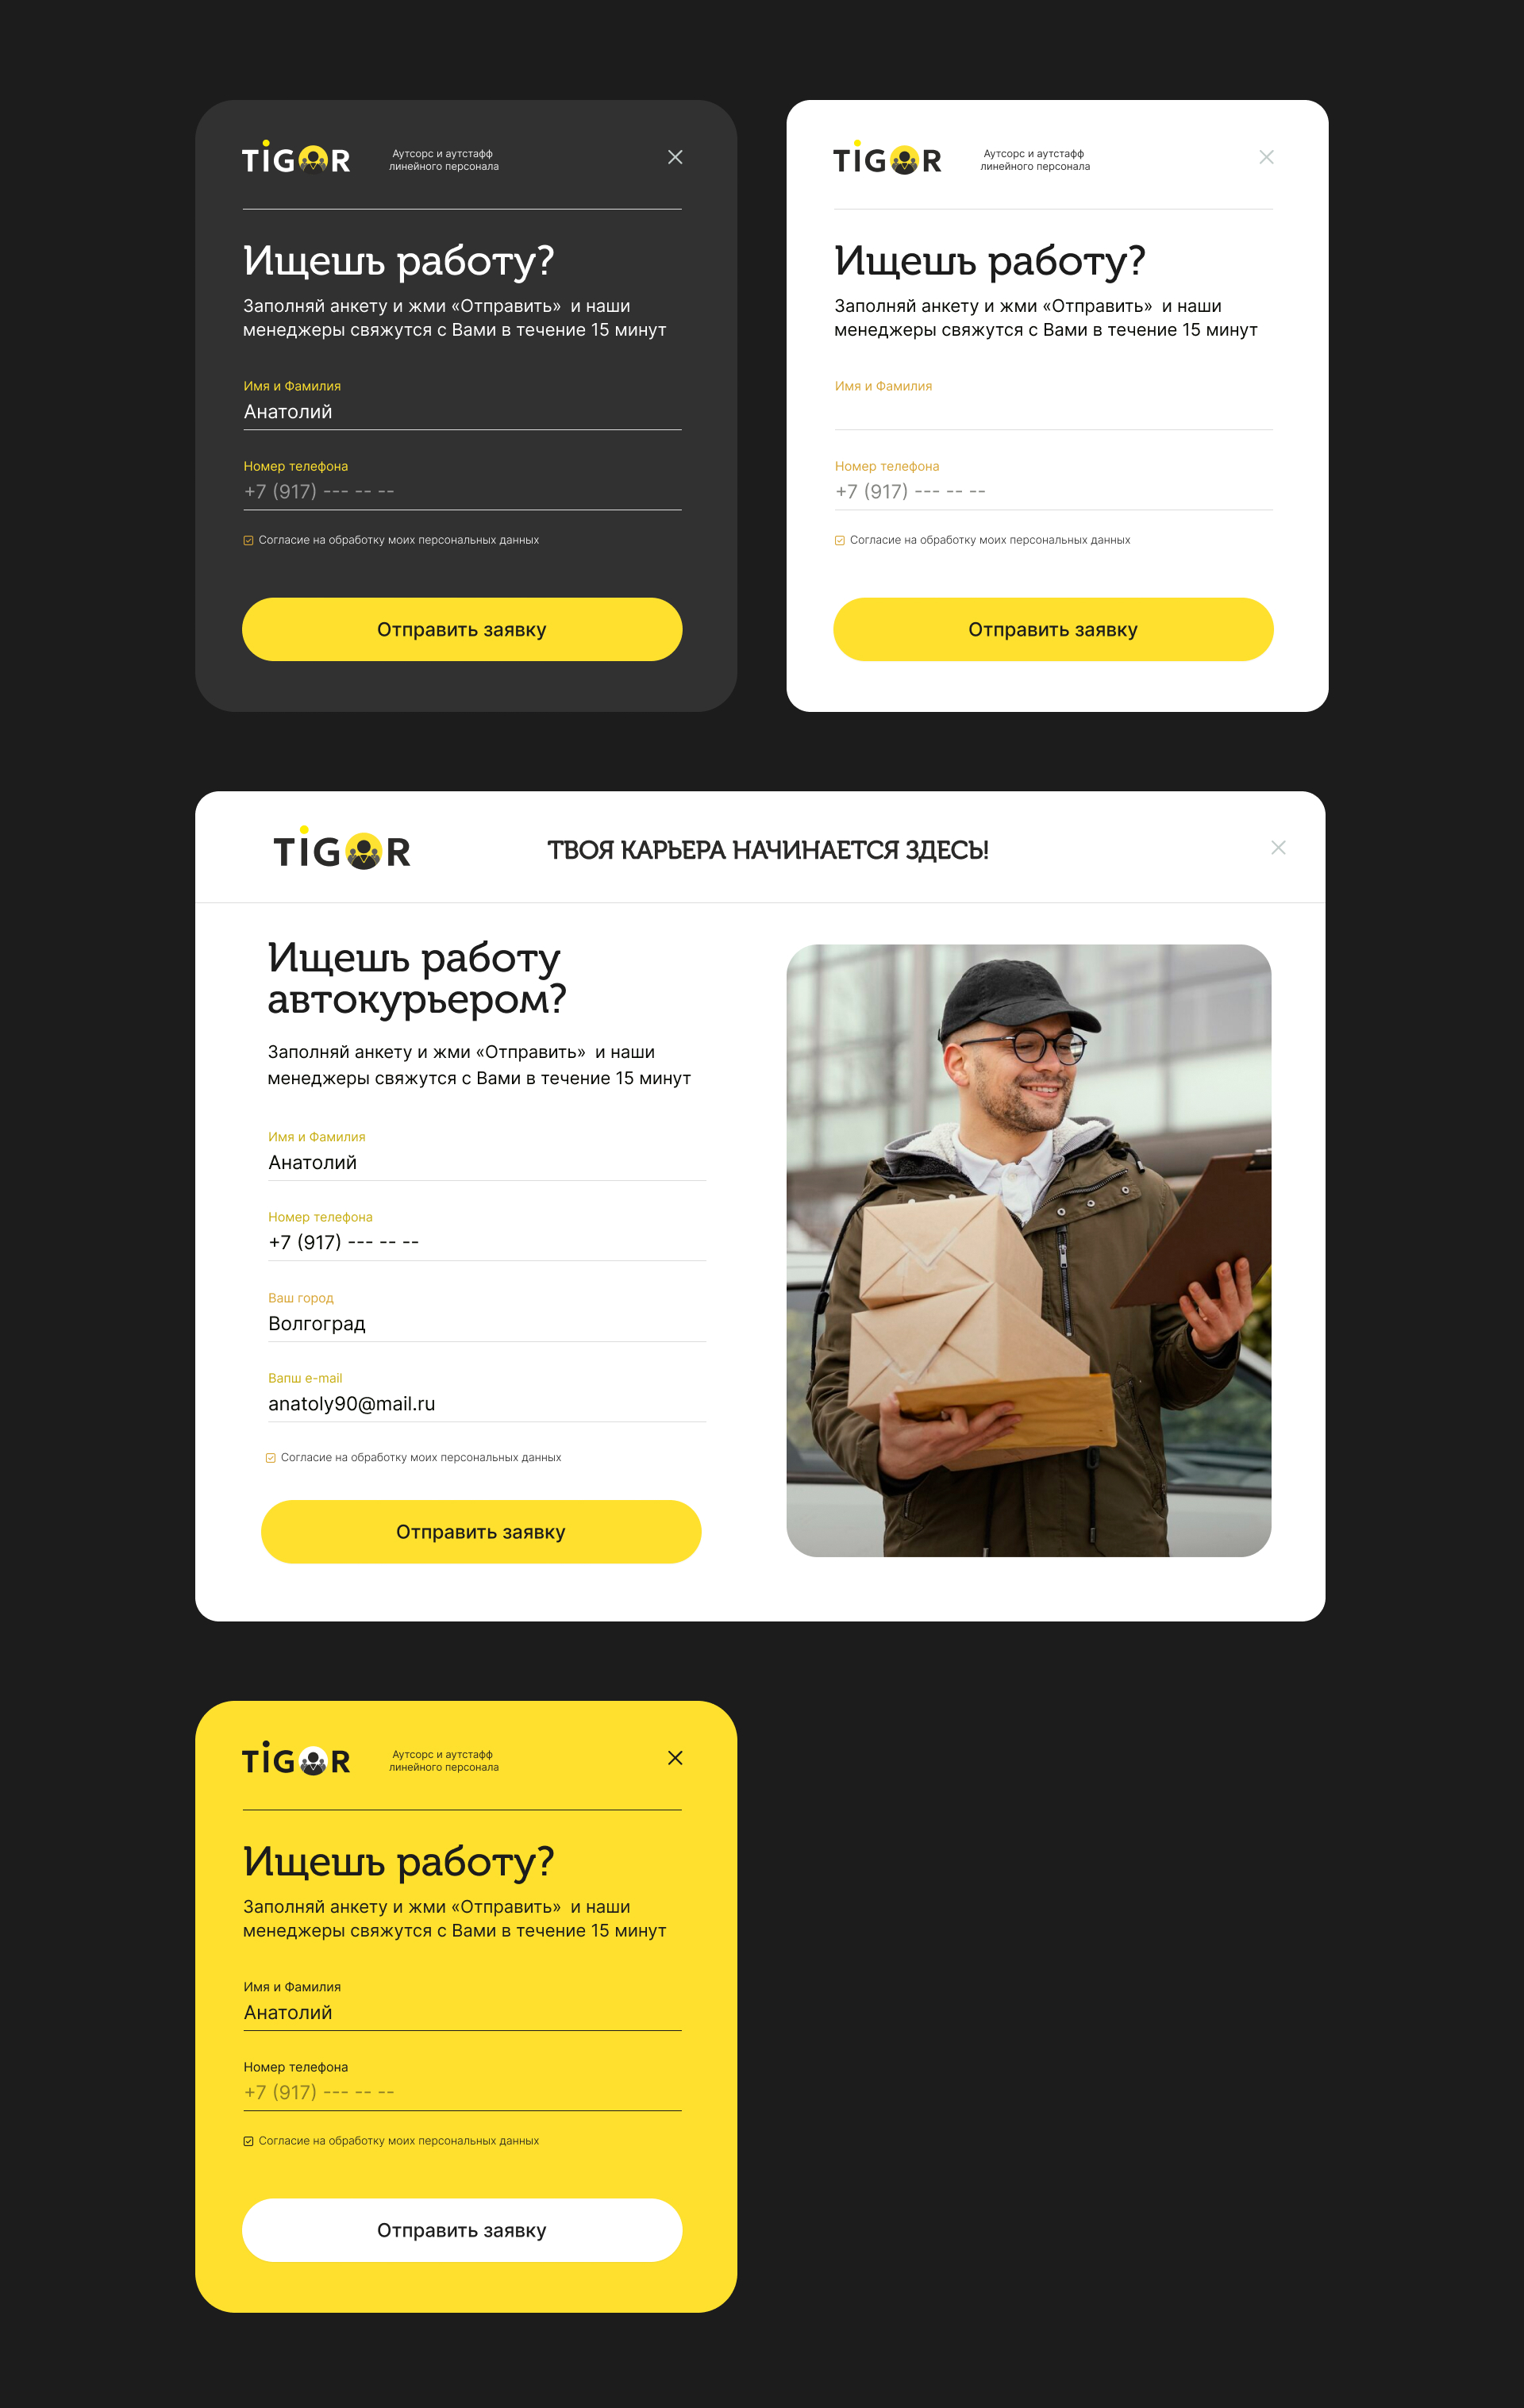 TiGOR
Аутсорс и аутстафф
линейного персонала
Ищешь работу?
Заполняй анкету и жми «Отправить» и наши
менеджеры свяжутся с Вами в течение 15 минут
Имя и Фамилия
Анатолий
Номер телефона
+7 (917) --- -- --
Согласие на обработку моих персональных данных
Отправить заявку
TiGOR
Аутсорс и аутстафф
линейного персонала
Ищешь работу?
Заполняй анкету и жми «Отправить» и наши
менеджеры свяжутся с Вами в течение 15 минут
Имя и Фамилия
Номер телефона
+7 (917) --- -- --
Согласие на обработку моих персональных данных
Отправить заявку
TiGOR
ТВОЯ КАРЬЕРА НАЧИНАЕТСЯ ЗДЕСЬ!
Ищешь работу
автокурьером?
Заполняй анкету и жми «Отправить» и наши
менеджеры свяжутся с Вами в течение 15 минут
Имя и Фамилия
Анатолий
Номер телефона
+7 (917) --- -- --
Ваш город
Волгоград
Вапш e-mail
anatoly90@mail.ru
Согласие на обработку моих персональных данных
Отправить заявку
TiGOR
Аутсорс и аутстафф
линейного персонала
Ищешь работу?
Заполняй анкету и жми «Отправить» и наши
менеджеры свяжутся с Вами в течение 15 минут
Имя и Фамилия
Анатолий
Номер телефона
+7 (917) --- -- --
Согласие на обработку моих персональных данных
Отправить заявку